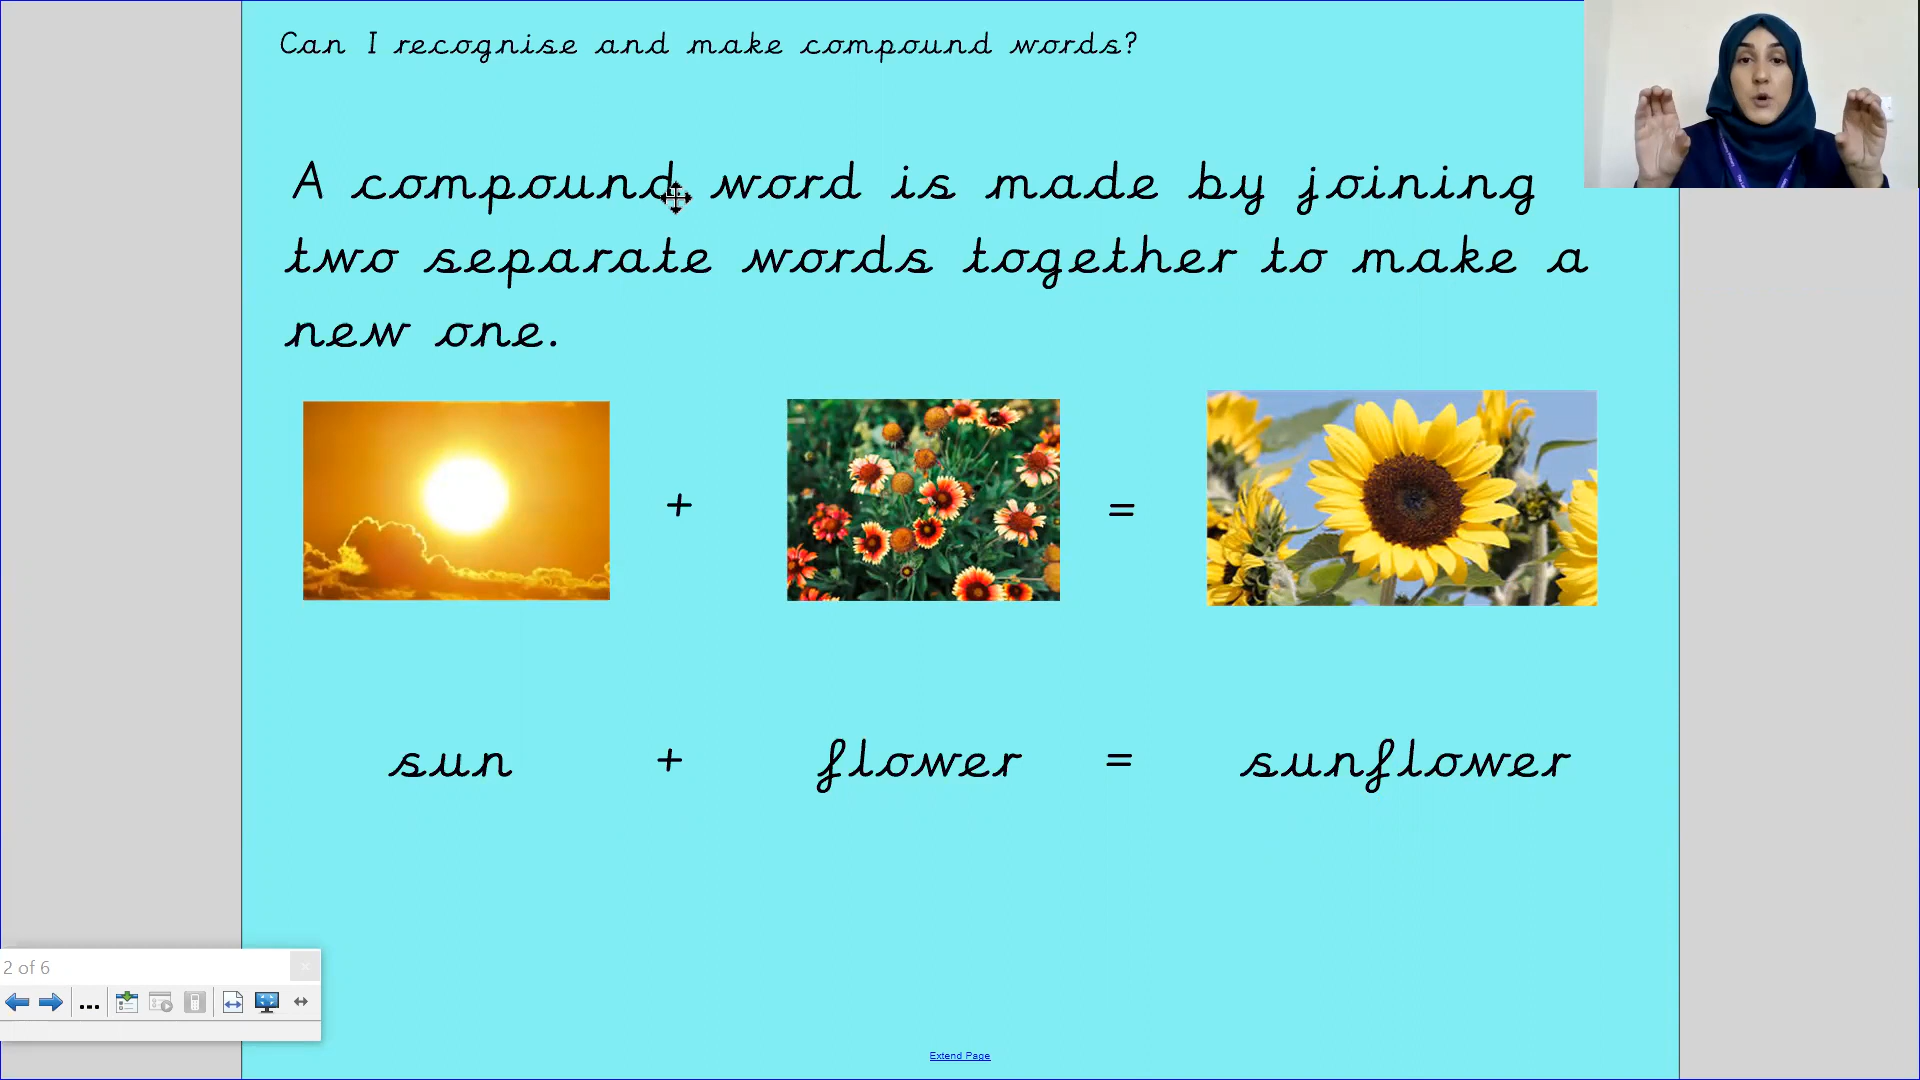 Can I recognise and make compound words?
A compound word is made by joining
two separate words together to make a
new one.
+ =
sun + flower = sunflower
2 of 6
Extend Page